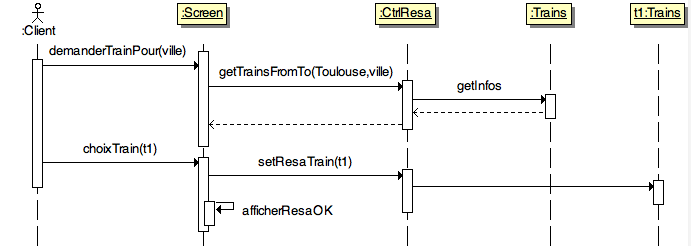 :Client
:Screen
:CtrlResa
:Trains
t1:Trains
demanderTrainPour(ville)
getTrainsFromTo(Toulouse,ville)
getInfos
choixTrain(t1)
setResaTrain(t1)
afficherResaOK